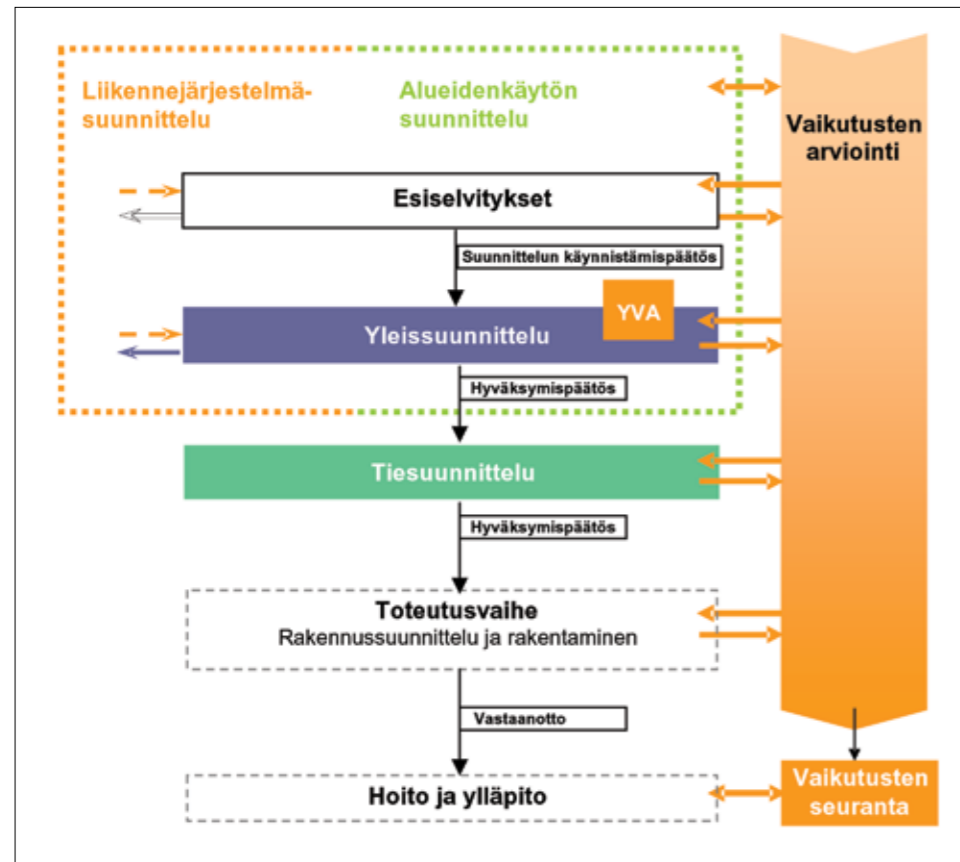 Liikennejärjestelmä-
suunnittelu
Alueidenkäytön
suunnittelu
Vaikutusten
arviointi
Esiselvitykset
Suunnittelun käynnistämispäätös
YVA
Yleissuunnittelu
Hyväksymispäätös
Tiesuunnittelu
Hyväksymispäätös
Toteutusvaihe
Rakennussuunnittelu ja rakentaminen
Vastaanotto
Hoito ja ylläpito
Vaikutusten
seuranta